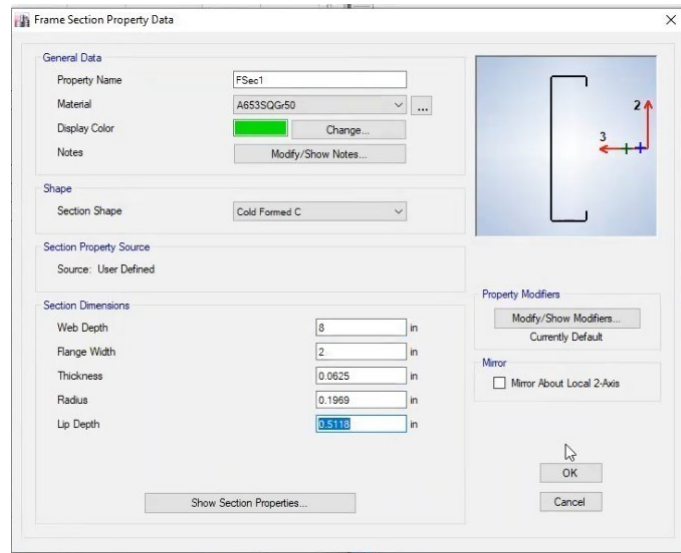 Frame Section Property Data
General Data
Property Name FSec1
Material A653SQGr50 ...
Display Color Change...
Notes Modify/Show Notes...
2
3
Shape
Section Shape Cold Formed C
Section Property Source
Source: User Defined
Section Dimensions
Web Depth 8 in
Flange Width 2 in
Thickness 0.0625 in
Radius 0.1969 in
Lip Depth 0.5118 in
Show Section Properties...
Property Modifiers
Modify/Show Modifiers...
Currently Default
Mirror
Mirror About Local 2-Axis
OK
Cancel